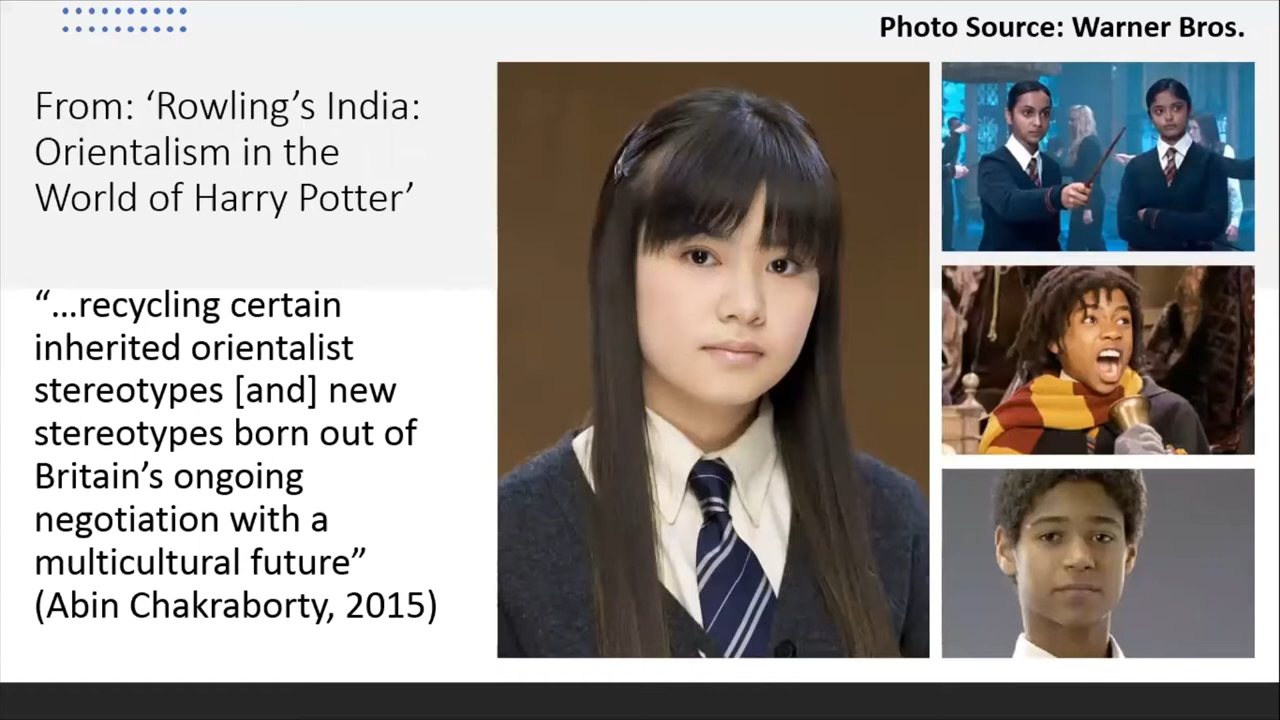 Photo Source: Warner Bros.
From: ‘Rowling’s India:
Orientalism in the
World of Harry Potter’
“…recycling certain
inherited orientalist
stereotypes [and] new
stereotypes born out of
Britain’s ongoing
negotiation with a
multicultural future”
(Abin Chakraborty, 2015)